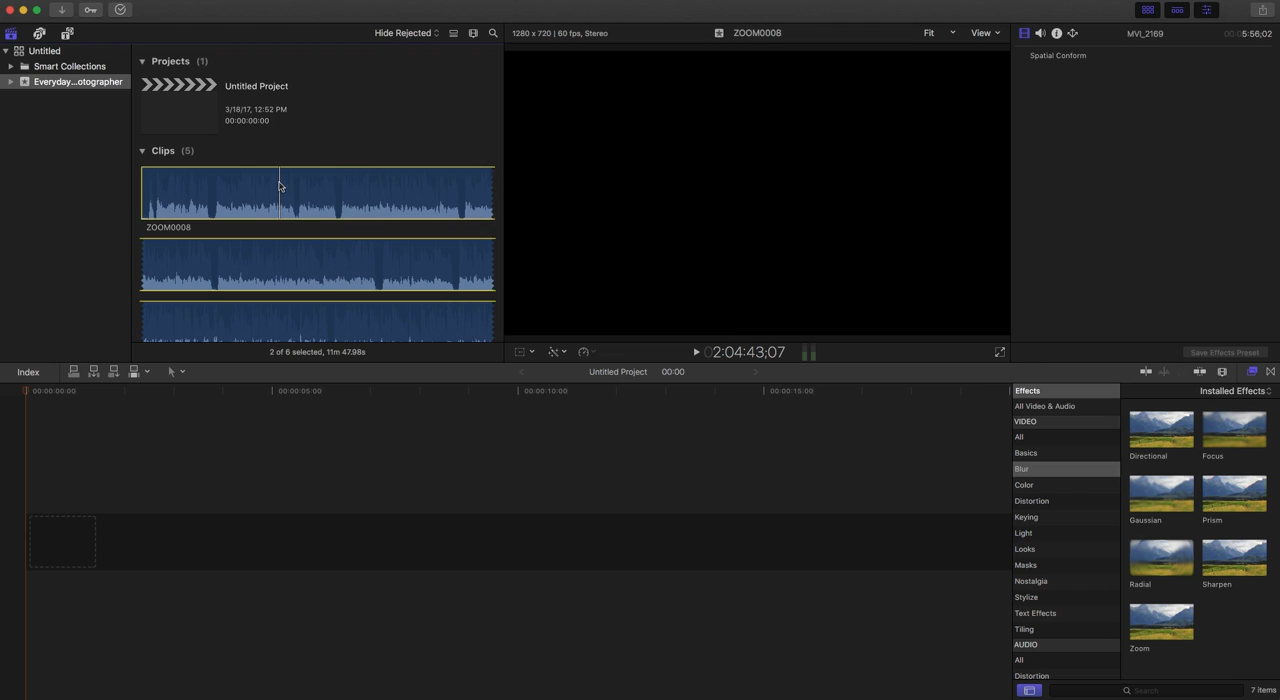 Hide Rejected
1280 x 720 | 60 fps, Stereo
ZOOM0008
Fit
View
MVI_2169
00:00:05:56;02
Untitled
Smart Collections
Everyday...otographer
Projects (1)
Untitled Project
3/18/17, 12:52 PM
00:00:00:00
Clips (5)
ZOOM0008
2 of 6 selected, 11m 47.98s
Spatial Conform
02:04:43;07
Save Effects Preset
Index
Untitled Project
00:00
00:00:00:00
00:00:05:00
00:00:10:00
00:00:15:00
Effects
Installed Effects
All Video & Audio
VIDEO
All
Basics
Blur
Color
Distortion
Keying
Light
Looks
Masks
Nostalgia
Stylize
Text Effects
Tiling
AUDIO
All
Distortion
Directional
Focus
Gaussian
Prism
Radial
Sharpen
Zoom
Search
7 items